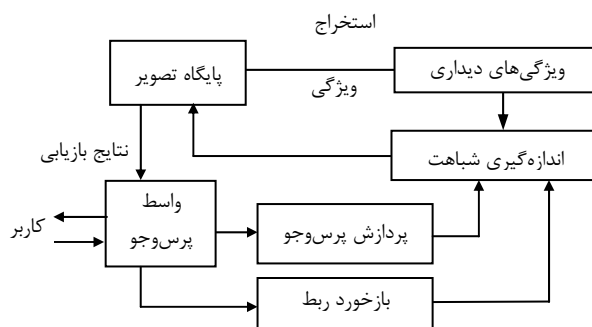 استخراج
پایگاه تصویر
ویژگی
ویژگی‌های دیداری
نتایج بازیابی
اندازه‌گیری شباهت
کاربر
واسط
پرس‌وجو
پردازش پرس‌وجو
بازخورد ربط